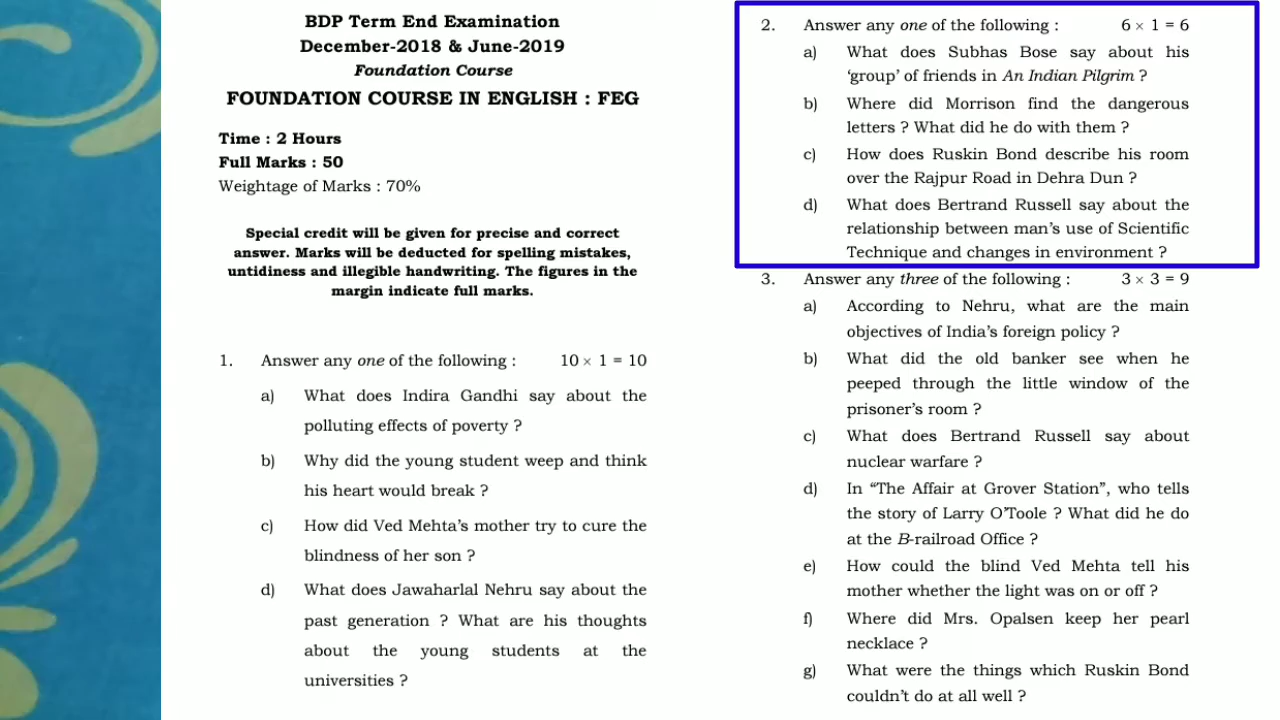 BDP Term End Examination
December-2018 & June-2019
Foundation Course
FOUNDATION COURSE IN ENGLISH : FEG
Time : 2 Hours
Full Marks : 50
Weightage of Marks : 70%
Special credit will be given for precise and correct
answer. Marks will be deducted for spelling mistakes,
untidiness and illegible handwriting. The figures in the
margin indicate full marks.
1. Answer any one of the following : 10 × 1 = 10
a) What does Indira Gandhi say about the
polluting effects of poverty ?
b) Why did the young student weep and think
his heart would break ?
c) How did Ved Mehta's mother try to cure the
blindness of her son ?
d) What does Jawaharlal Nehru say about the
past generation ? What are his thoughts
about the young students at the
universities ?
2. Answer any one of the following : 6 × 1 = 6
a) What does Subhas Bose say about his
'group' of friends in An Indian Pilgrim ?
b) Where did Morrison find the dangerous
letters ? What did he do with them ?
c) How does Ruskin Bond describe his room
over the Rajpur Road in Dehra Dun ?
d) What does Bertrand Russell say about the
relationship between man's use of Scientific
Technique and changes in environment ?
3. Answer any three of the following : 3 × 3 = 9
a) According to Nehru, what are the main
objectives of India's foreign policy ?
b) What did the old banker see when he
peeped through the little window of the
prisoner's room ?
c) What does Bertrand Russell say about
nuclear warfare ?
d) In "The Affair at Grover Station", who tells
the story of Larry O'Toole ? What did he do
at the B-railroad Office ?
e) How could the blind Ved Mehta tell his
mother whether the light was on or off ?
f) Where did Mrs. Opalsen keep her pearl
necklace ?
g) What were the things which Ruskin Bond
couldn't do at all well ?